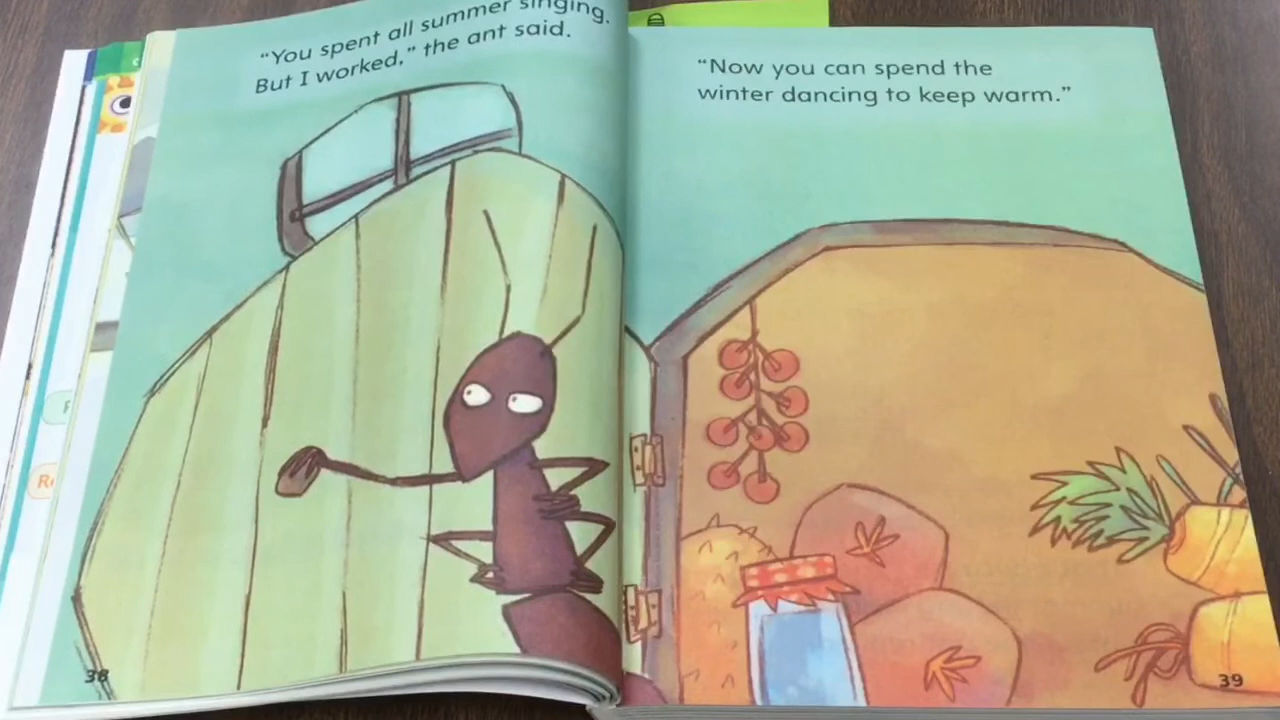 “You spent all summer singing.
But I worked,” the ant said.
“Now you can spend the
winter dancing to keep warm.”
38
39